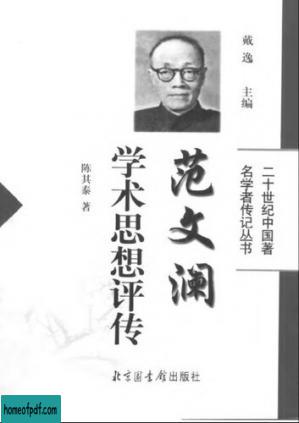 戴逸 主编
二十世纪中国著
名学者传记丛书
范文澜
学术思想评传
陈其泰 著
北京图书馆出版社
homeofpdf.com
homeofpdf.com